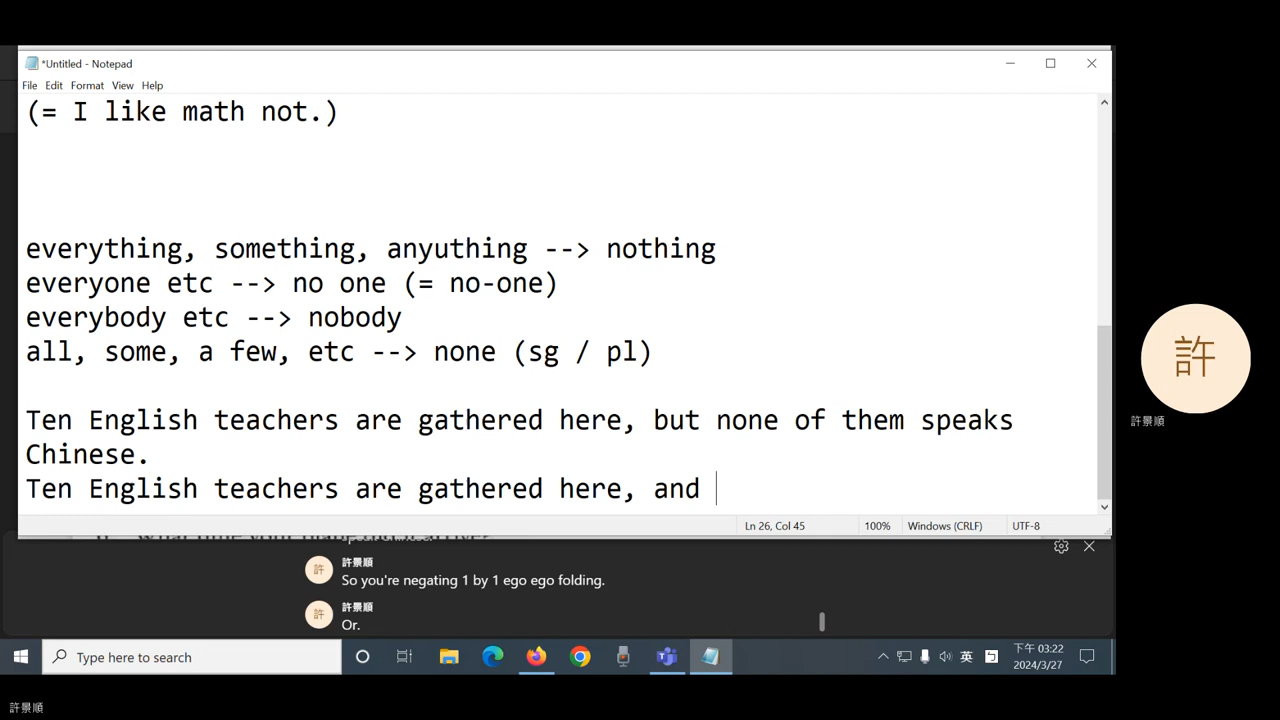 *Untitled - Notepad
File Edit Format View Help
(= I like math not.)
everything, something, anyuthing --> nothing
everyone etc --> no one (= no-one)
everybody etc --> nobody
all, some, a few, etc --> none (sg / pl)
Ten English teachers are gathered here, but none of them speaks
Chinese.
Ten English teachers are gathered here, and
Ln 26, Col 45 100% Windows (CRLF) UTF-8
許景順
So you're negating 1 by 1 ego ego folding.
許
許景順
Or.
許
許
許景順
Type here to search
英
下午 03:22
2024/3/27
許景順